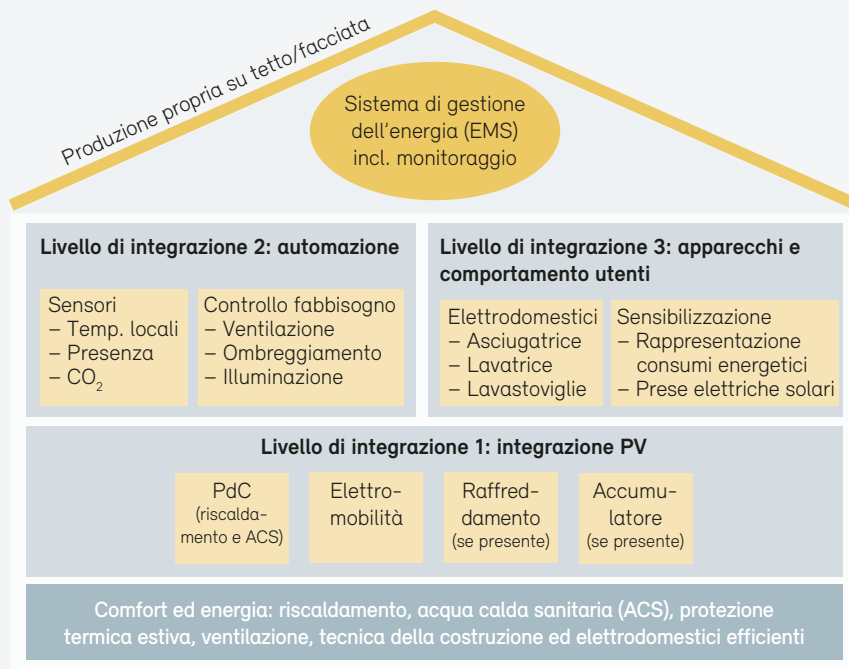 Produzione propria su tetto/facciata
Sistema di gestione
dell'energia (EMS)
incl. monitoraggio
Livello di integrazione 2: automazione
Sensori
– Temp. locali
– Presenza
– CO₂
Controllo fabbisogno
– Ventilazione
– Ombreggiamento
– Illuminazione
Livello di integrazione 3: apparecchi e
comportamento utenti
Elettrodomestici
– Asciugatrice
– Lavatrice
– Lavastoviglie
Sensibilizzazione
– Rappresentazione
consumi energetici
– Prese elettriche solari
Livello di integrazione 1: integrazione PV
PdC
(riscalda-
mento e ACS)
Elettro-
mobilità
Raffred-
damento
(se presente)
Accumu-
latore
(se presente)
Comfort ed energia: riscaldamento, acqua calda sanitaria (ACS), protezione
termica estiva, ventilazione, tecnica della costruzione ed elettrodomestici efficienti